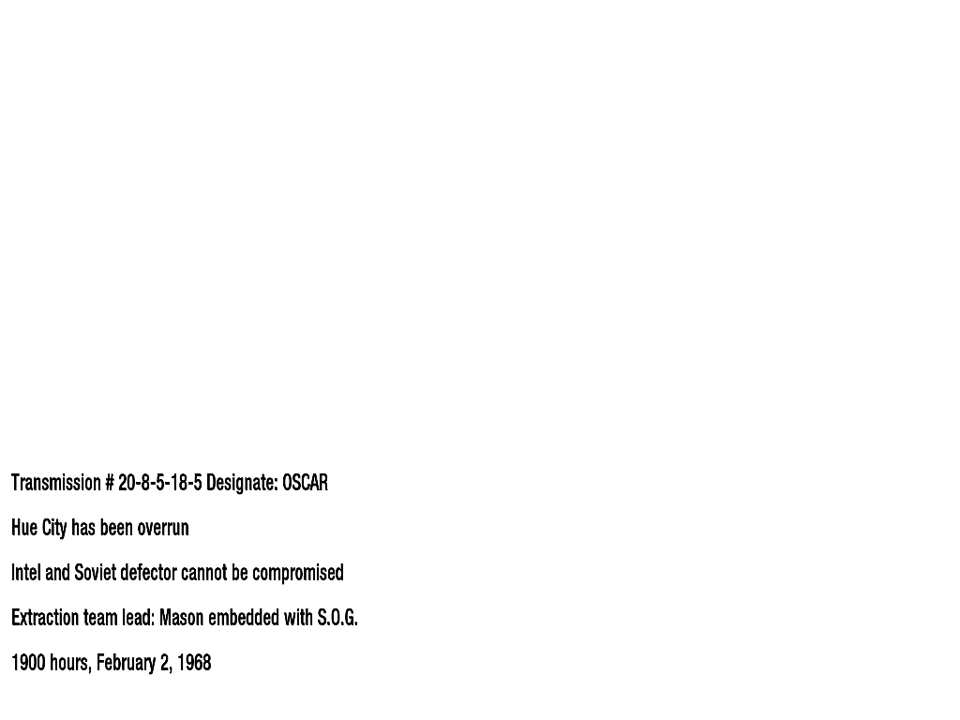 Transmission # 20-8-5-18-5 Designate: OSCAR
Hue City has been overrun
Intel and Soviet defector cannot be compromised
Extraction team lead: Mason embedded with S.O.G.
1900 hours, February 2, 1968